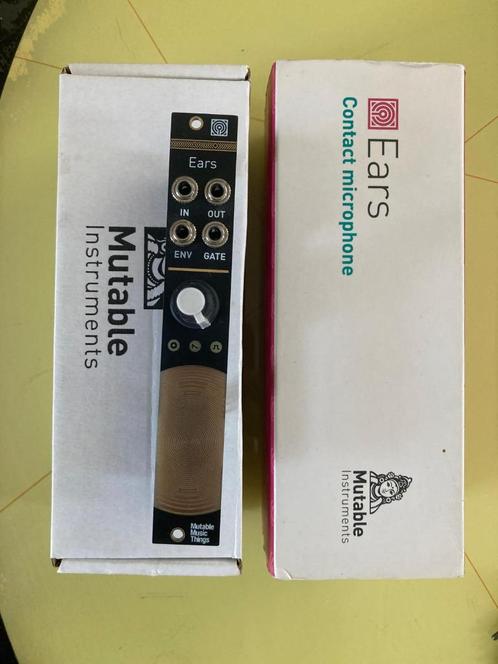 Ears
IN OUT
ENV GATE
Mutable
Music
Things
Mutable
Instruments
Ears
Contact microphone
Mutable
Instruments